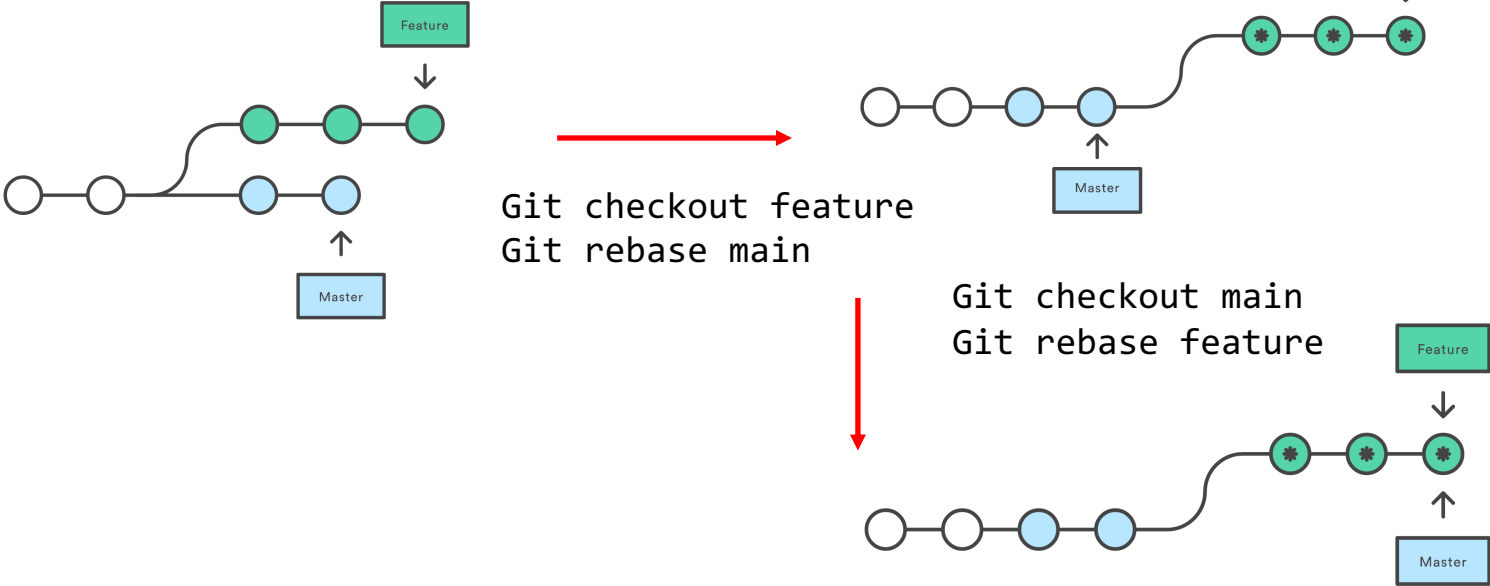 Feature
Master
Git checkout feature
Git rebase main
Master
Git checkout main
Git rebase feature
Feature
Master